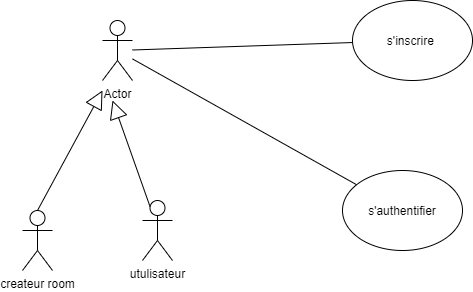 s'inscrire
Actor
s'authentifier
utulisateur
createur room